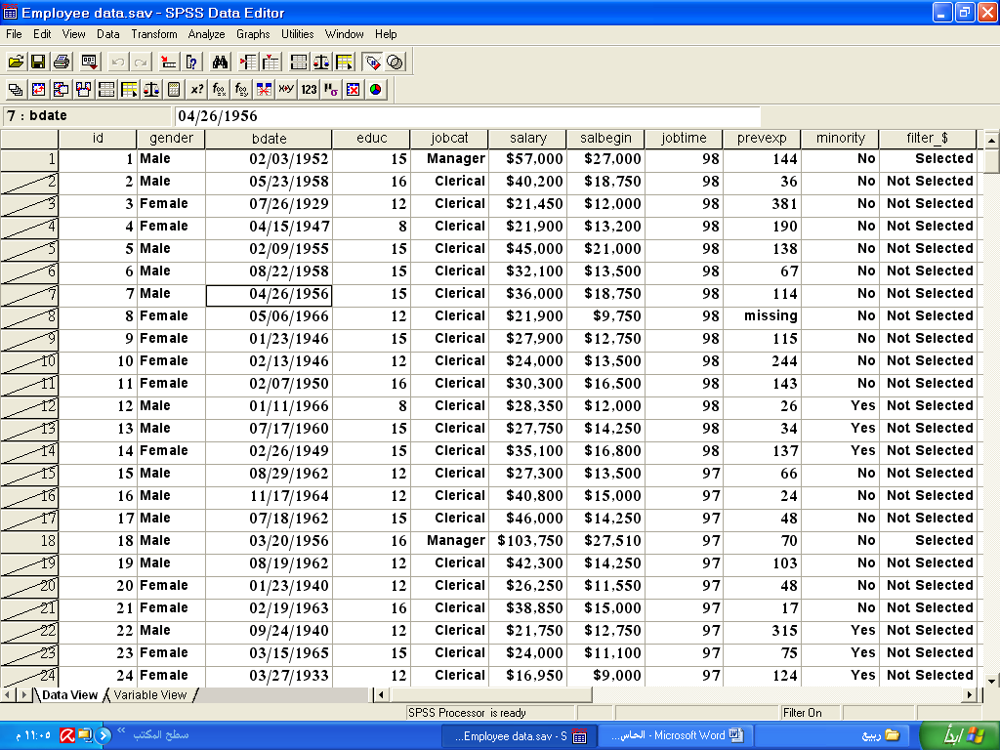 Employee data.sav - SPSS Data Editor
File Edit View Data Transform Analyze Graphs Utilities Window Help
7 : bdate 04/26/1956
id gender bdate educ jobcat salary salbegin jobtime prevexp minority filter_$
1 1 Male 02/03/1952 15 Manager $57,000 $27,000 98 144 No Selected
2 2 Male 05/23/1958 16 Clerical $40,200 $18,750 98 36 No Not Selected
3 3 Female 07/26/1929 12 Clerical $21,450 $12,000 98 381 No Not Selected
4 4 Female 04/15/1947 8 Clerical $21,900 $13,200 98 190 No Not Selected
5 5 Male 02/09/1955 15 Clerical $45,000 $21,000 98 138 No Not Selected
6 6 Male 08/22/1958 15 Clerical $32,100 $13,500 98 67 No Not Selected
7 7 Male 04/26/1956 15 Clerical $36,000 $18,750 98 114 No Not Selected
8 8 Female 05/06/1966 12 Clerical $21,900 $9,750 98 missing No Not Selected
9 9 Female 01/23/1946 15 Clerical $27,900 $12,750 98 115 No Not Selected
10 10 Female 02/13/1946 12 Clerical $24,000 $13,500 98 244 No Not Selected
11 11 Female 02/07/1950 16 Clerical $30,300 $16,500 98 143 No Not Selected
12 12 Male 01/11/1966 8 Clerical $28,350 $12,000 98 26 Yes Not Selected
13 13 Male 07/17/1960 15 Clerical $27,750 $14,250 98 34 Yes Not Selected
14 14 Female 02/26/1949 15 Clerical $35,100 $16,800 98 137 Yes Not Selected
15 15 Male 08/29/1962 12 Clerical $27,300 $13,500 97 66 No Not Selected
16 16 Male 11/17/1964 12 Clerical $40,800 $15,000 97 24 No Not Selected
17 17 Male 07/18/1962 15 Clerical $46,000 $14,250 97 48 No Not Selected
18 18 Male 03/20/1956 16 Manager $103,750 $27,510 97 70 No Selected
19 19 Male 08/19/1962 12 Clerical $42,300 $14,250 97 103 No Not Selected
20 20 Female 01/23/1940 12 Clerical $26,250 $11,550 97 48 No Not Selected
21 21 Female 02/19/1963 16 Clerical $38,850 $15,000 97 17 No Not Selected
22 22 Male 09/24/1940 12 Clerical $21,750 $12,750 97 315 Yes Not Selected
23 23 Female 03/15/1965 15 Clerical $24,000 $11,100 97 75 Yes Not Selected
24 24 Female 03/27/1933 12 Clerical $16,950 $9,000 97 124 Yes Not Selected
Data View Variable View
SPSS Processor is ready Filter On
ابدأ ربيع الحاس... - Microsoft Word ...Employee data.sav - S سطح المكتب ١١:٠٥ م